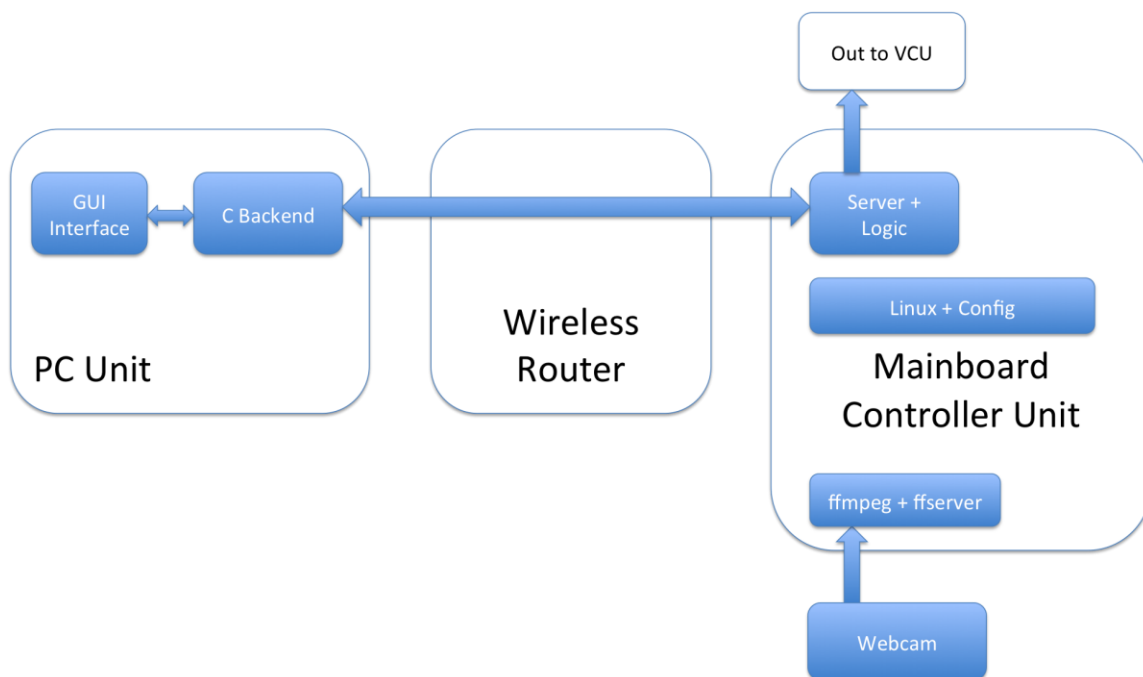 Out to VCU
GUI
Interface
C Backend
PC Unit
Wireless
Router
Server +
Logic
Linux + Config
Mainboard
Controller Unit
ffmpeg + ffserver
Webcam